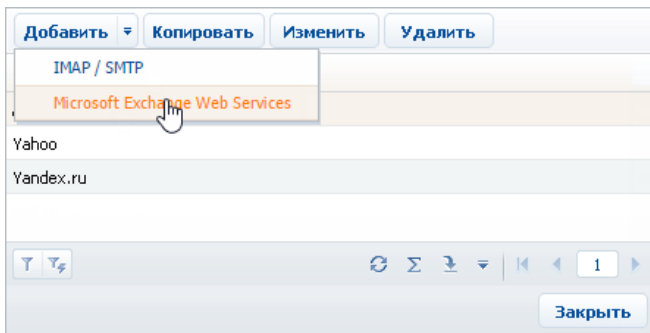 Добавить Копировать Изменить Удалить
IMAP / SMTP
Microsoft Exchange Web Services
Yahoo
Yandex.ru
1
Закрыть